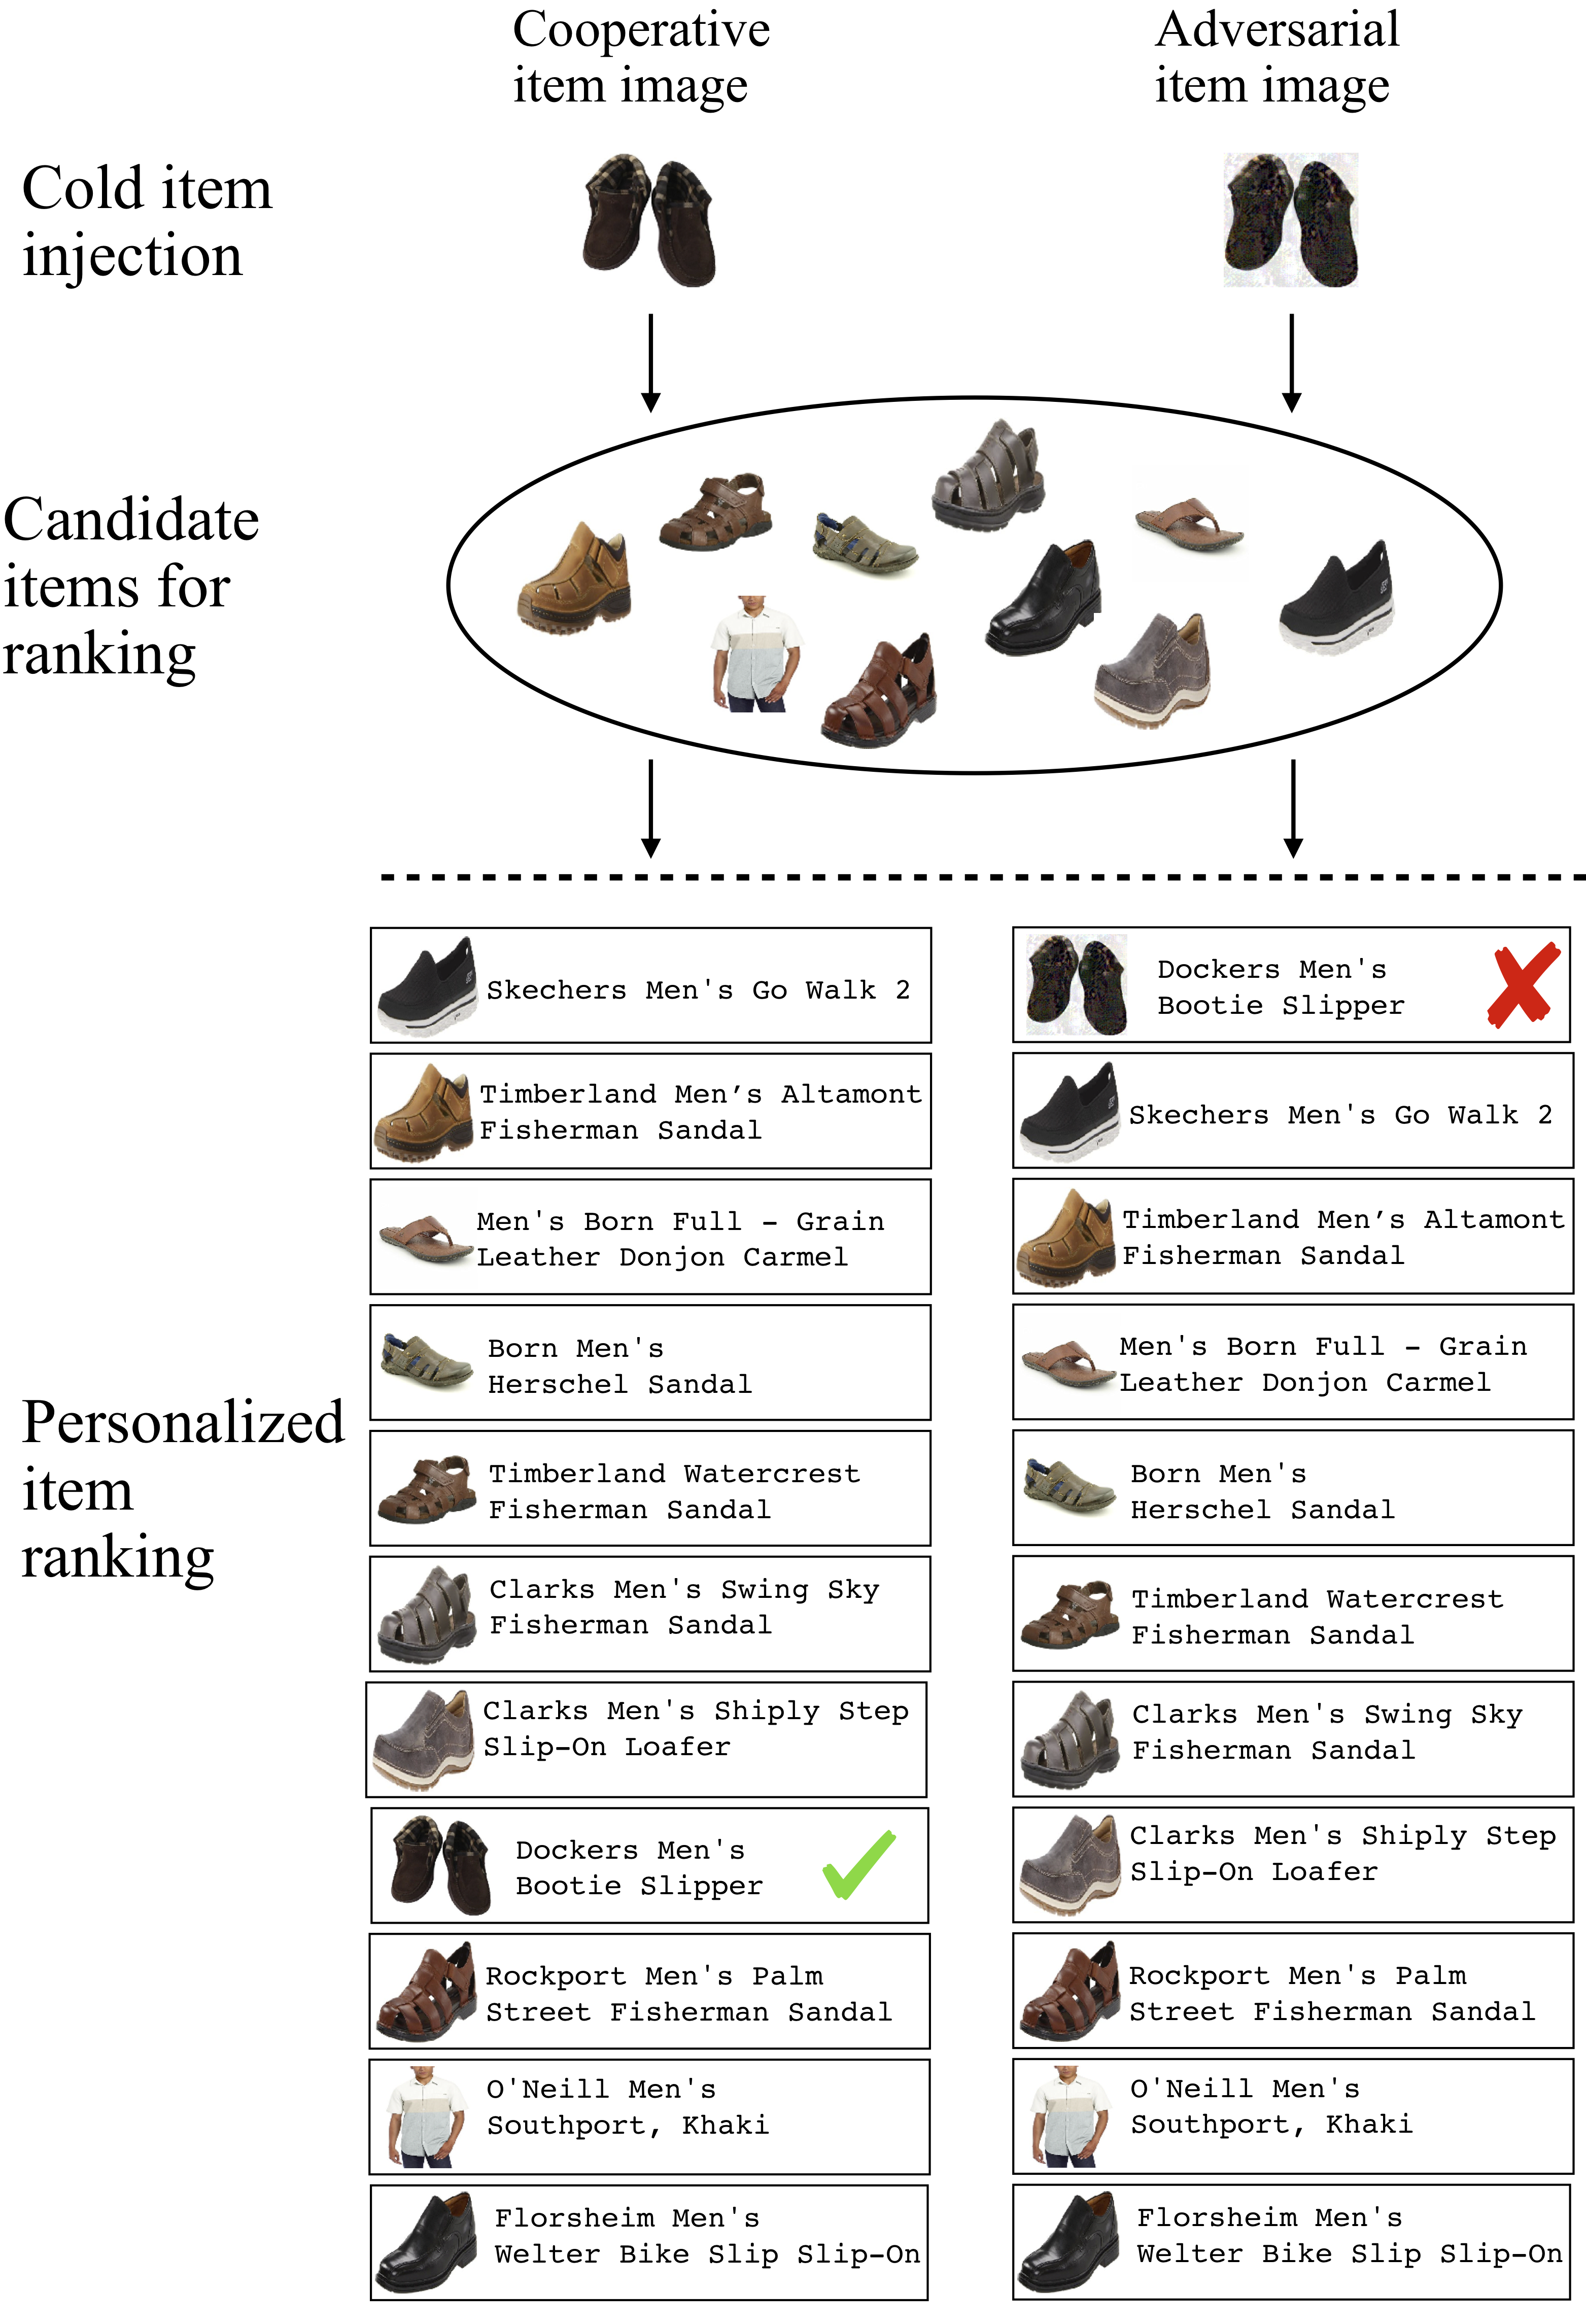 Cooperative
item image
Adversarial
item image
Cold item
injection
Candidate
items for
ranking
Personalized
item
ranking
Skechers Men's Go Walk 2
Timberland Men’s Altamont
Fisherman Sandal
Men's Born Full - Grain
Leather Donjon Carmel
Born Men's
Herschel Sandal
Timberland Watercrest
Fisherman Sandal
Clarks Men's Swing Sky
Fisherman Sandal
Clarks Men's Shiply Step
Slip-On Loafer
Dockers Men's
Bootie Slipper
Rockport Men's Palm
Street Fisherman Sandal
O'Neill Men's
Southport, Khaki
Florsheim Men's
Welter Bike Slip Slip-On
Dockers Men's
Bootie Slipper
Skechers Men's Go Walk 2
Timberland Men’s Altamont
Fisherman Sandal
Men's Born Full - Grain
Leather Donjon Carmel
Born Men's
Herschel Sandal
Timberland Watercrest
Fisherman Sandal
Clarks Men's Swing Sky
Fisherman Sandal
Clarks Men's Shiply Step
Slip-On Loafer
Rockport Men's Palm
Street Fisherman Sandal
O'Neill Men's
Southport, Khaki
Florsheim Men's
Welter Bike Slip Slip-On